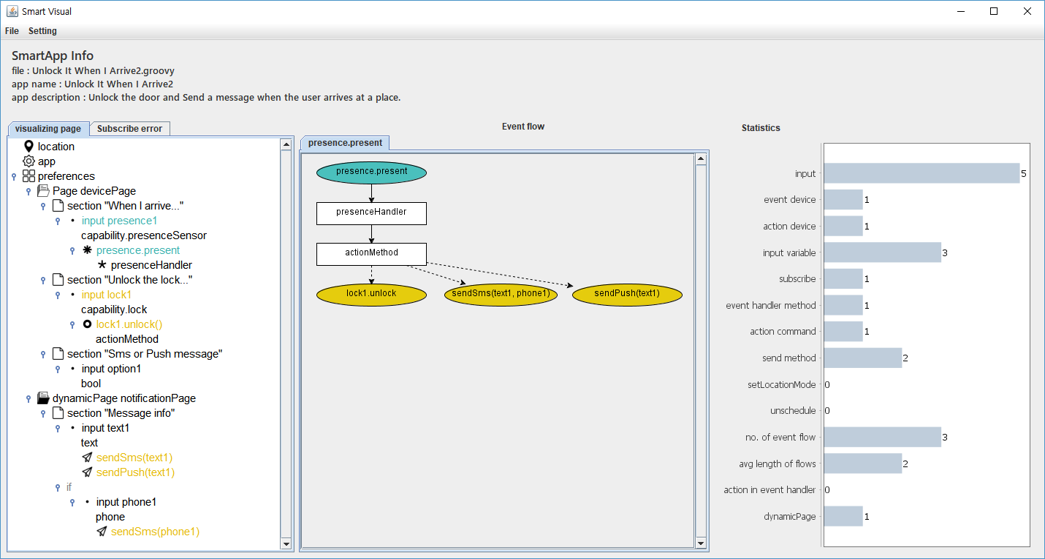 Smart Visual
File Setting
SmartApp Info
file : Unlock It When I Arrive2.groovy
app name : Unlock It When I Arrive2
app description : Unlock the door and Send a message when the user arrives at a place.
visualizing page Subscribe error
location
app
preferences
Page devicePage
section "When I arrive..."
input presence1
capability.presenceSensor
presence.present
presenceHandler
section "Unlock the lock..."
input lock1
capability.lock
lock1.unlock()
actionMethod
section "Sms or Push message"
input option1
bool
dynamicPage notificationPage
section "Message info"
input text1
text
sendSms(text1)
sendPush(text1)
if
input phone1
phone
sendSms(phone1)
Event flow
presence.present
presence.present
presenceHandler
actionMethod
lock1.unlock sendSms(text1, phone1) sendPush(text1)
Statistics
input 5
event device 1
action device 1
input variable 3
subscribe 1
event handler method 1
action command 1
send method 2
setLocationMode 0
unschedule 0
no. of event flow 3
avg length of flows 2
action in event handler 0
dynamicPage 1